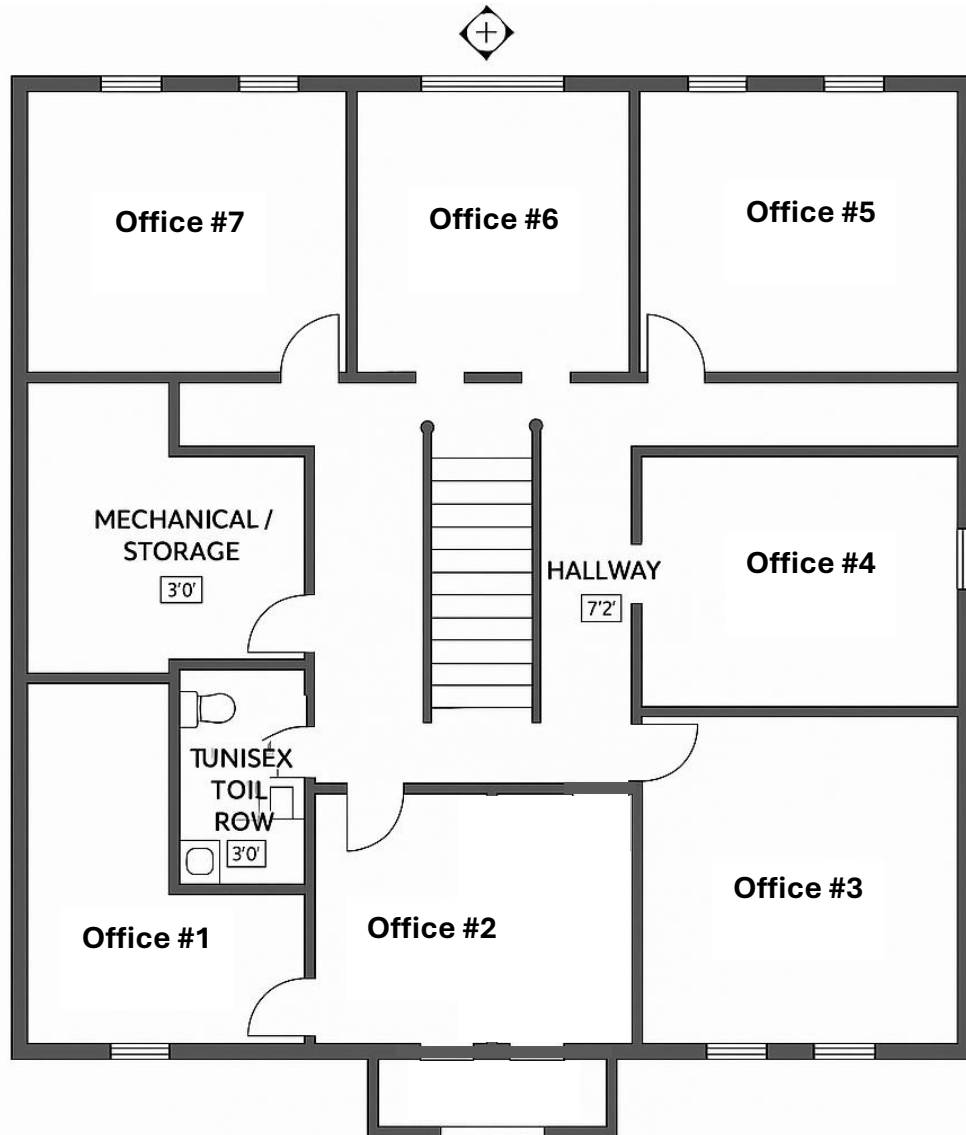 Office #7
Office #6
Office #5
MECHANICAL /
STORAGE
3'0'
HALLWAY
7'2'
Office #4
TUNISEX
TOIL
ROW
3'0'
Office #3
Office #1
Office #2